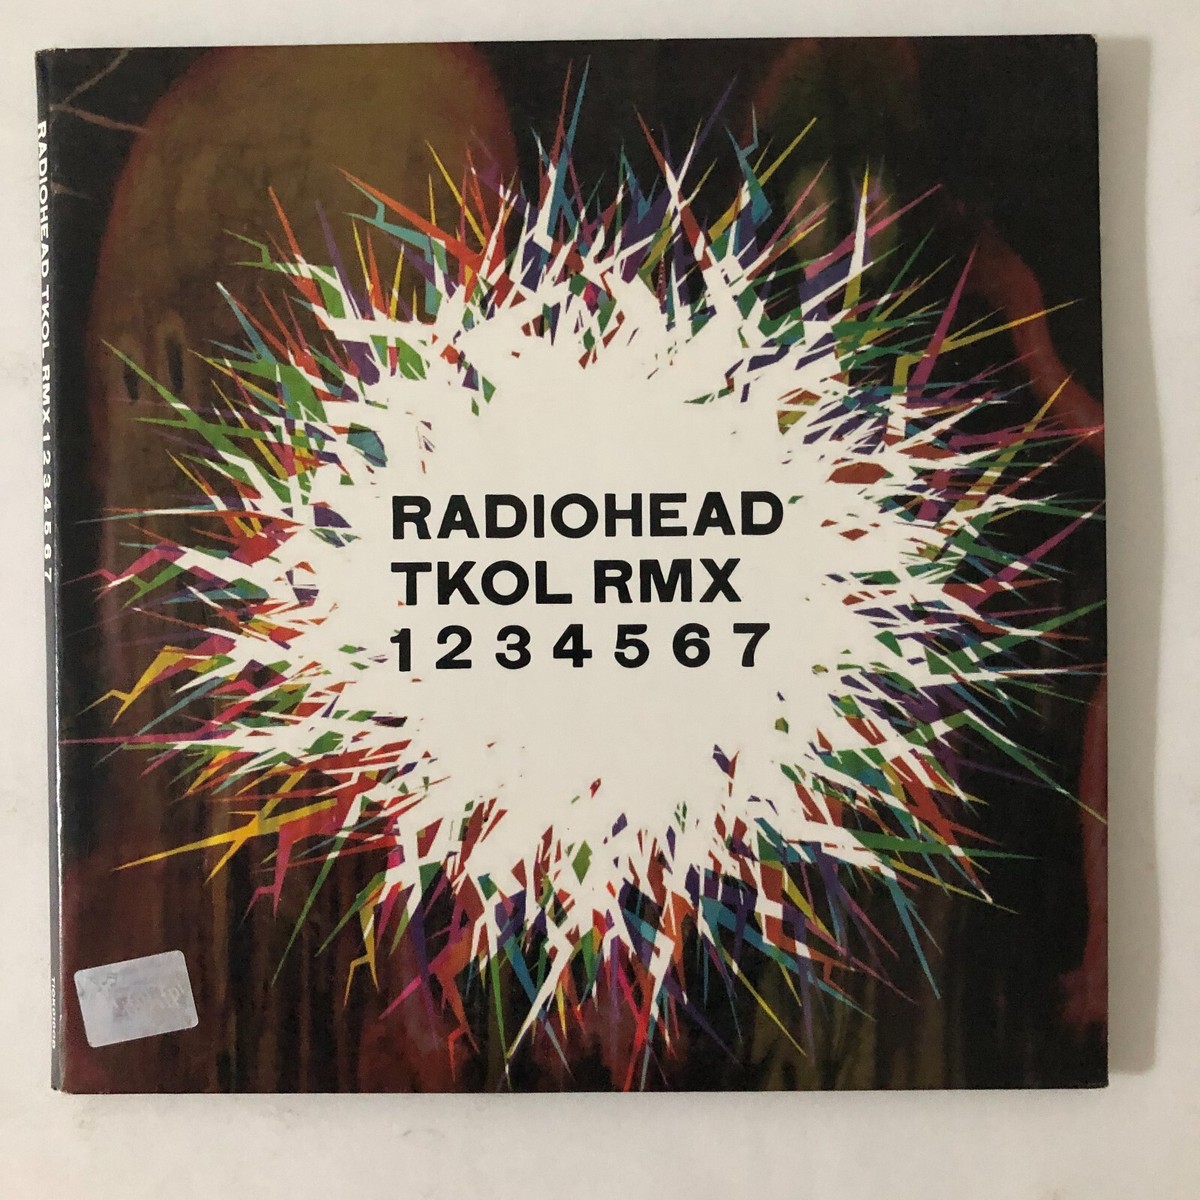 RADIOHEAD
TKOL RMX
1 2 3 4 5 6 7
RADIOHEAD TKOL RMX 1 2 3 4 5 6 7